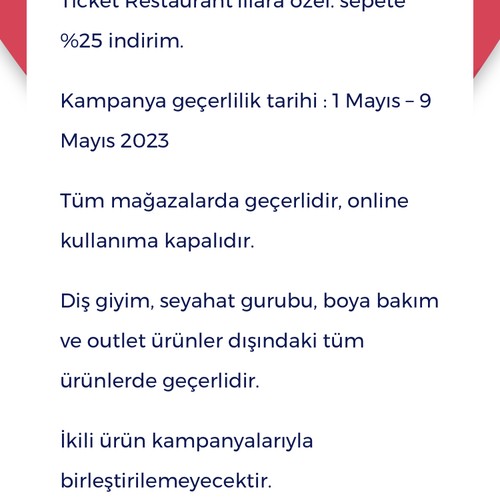 Ticket Restaurant'lılara özel: sepete
%25 indirim.
Kampanya geçerlilik tarihi : 1 Mayıs – 9
Mayıs 2023
Tüm mağazalarda geçerlidir, online
kullanıma kapalıdır.
Diş giyim, seyahat gurubu, boya bakım
ve outlet ürünler dışındaki tüm
ürünlerde geçerlidir.
İkili ürün kampanyalarıyla
birleştirilemeyecektir.